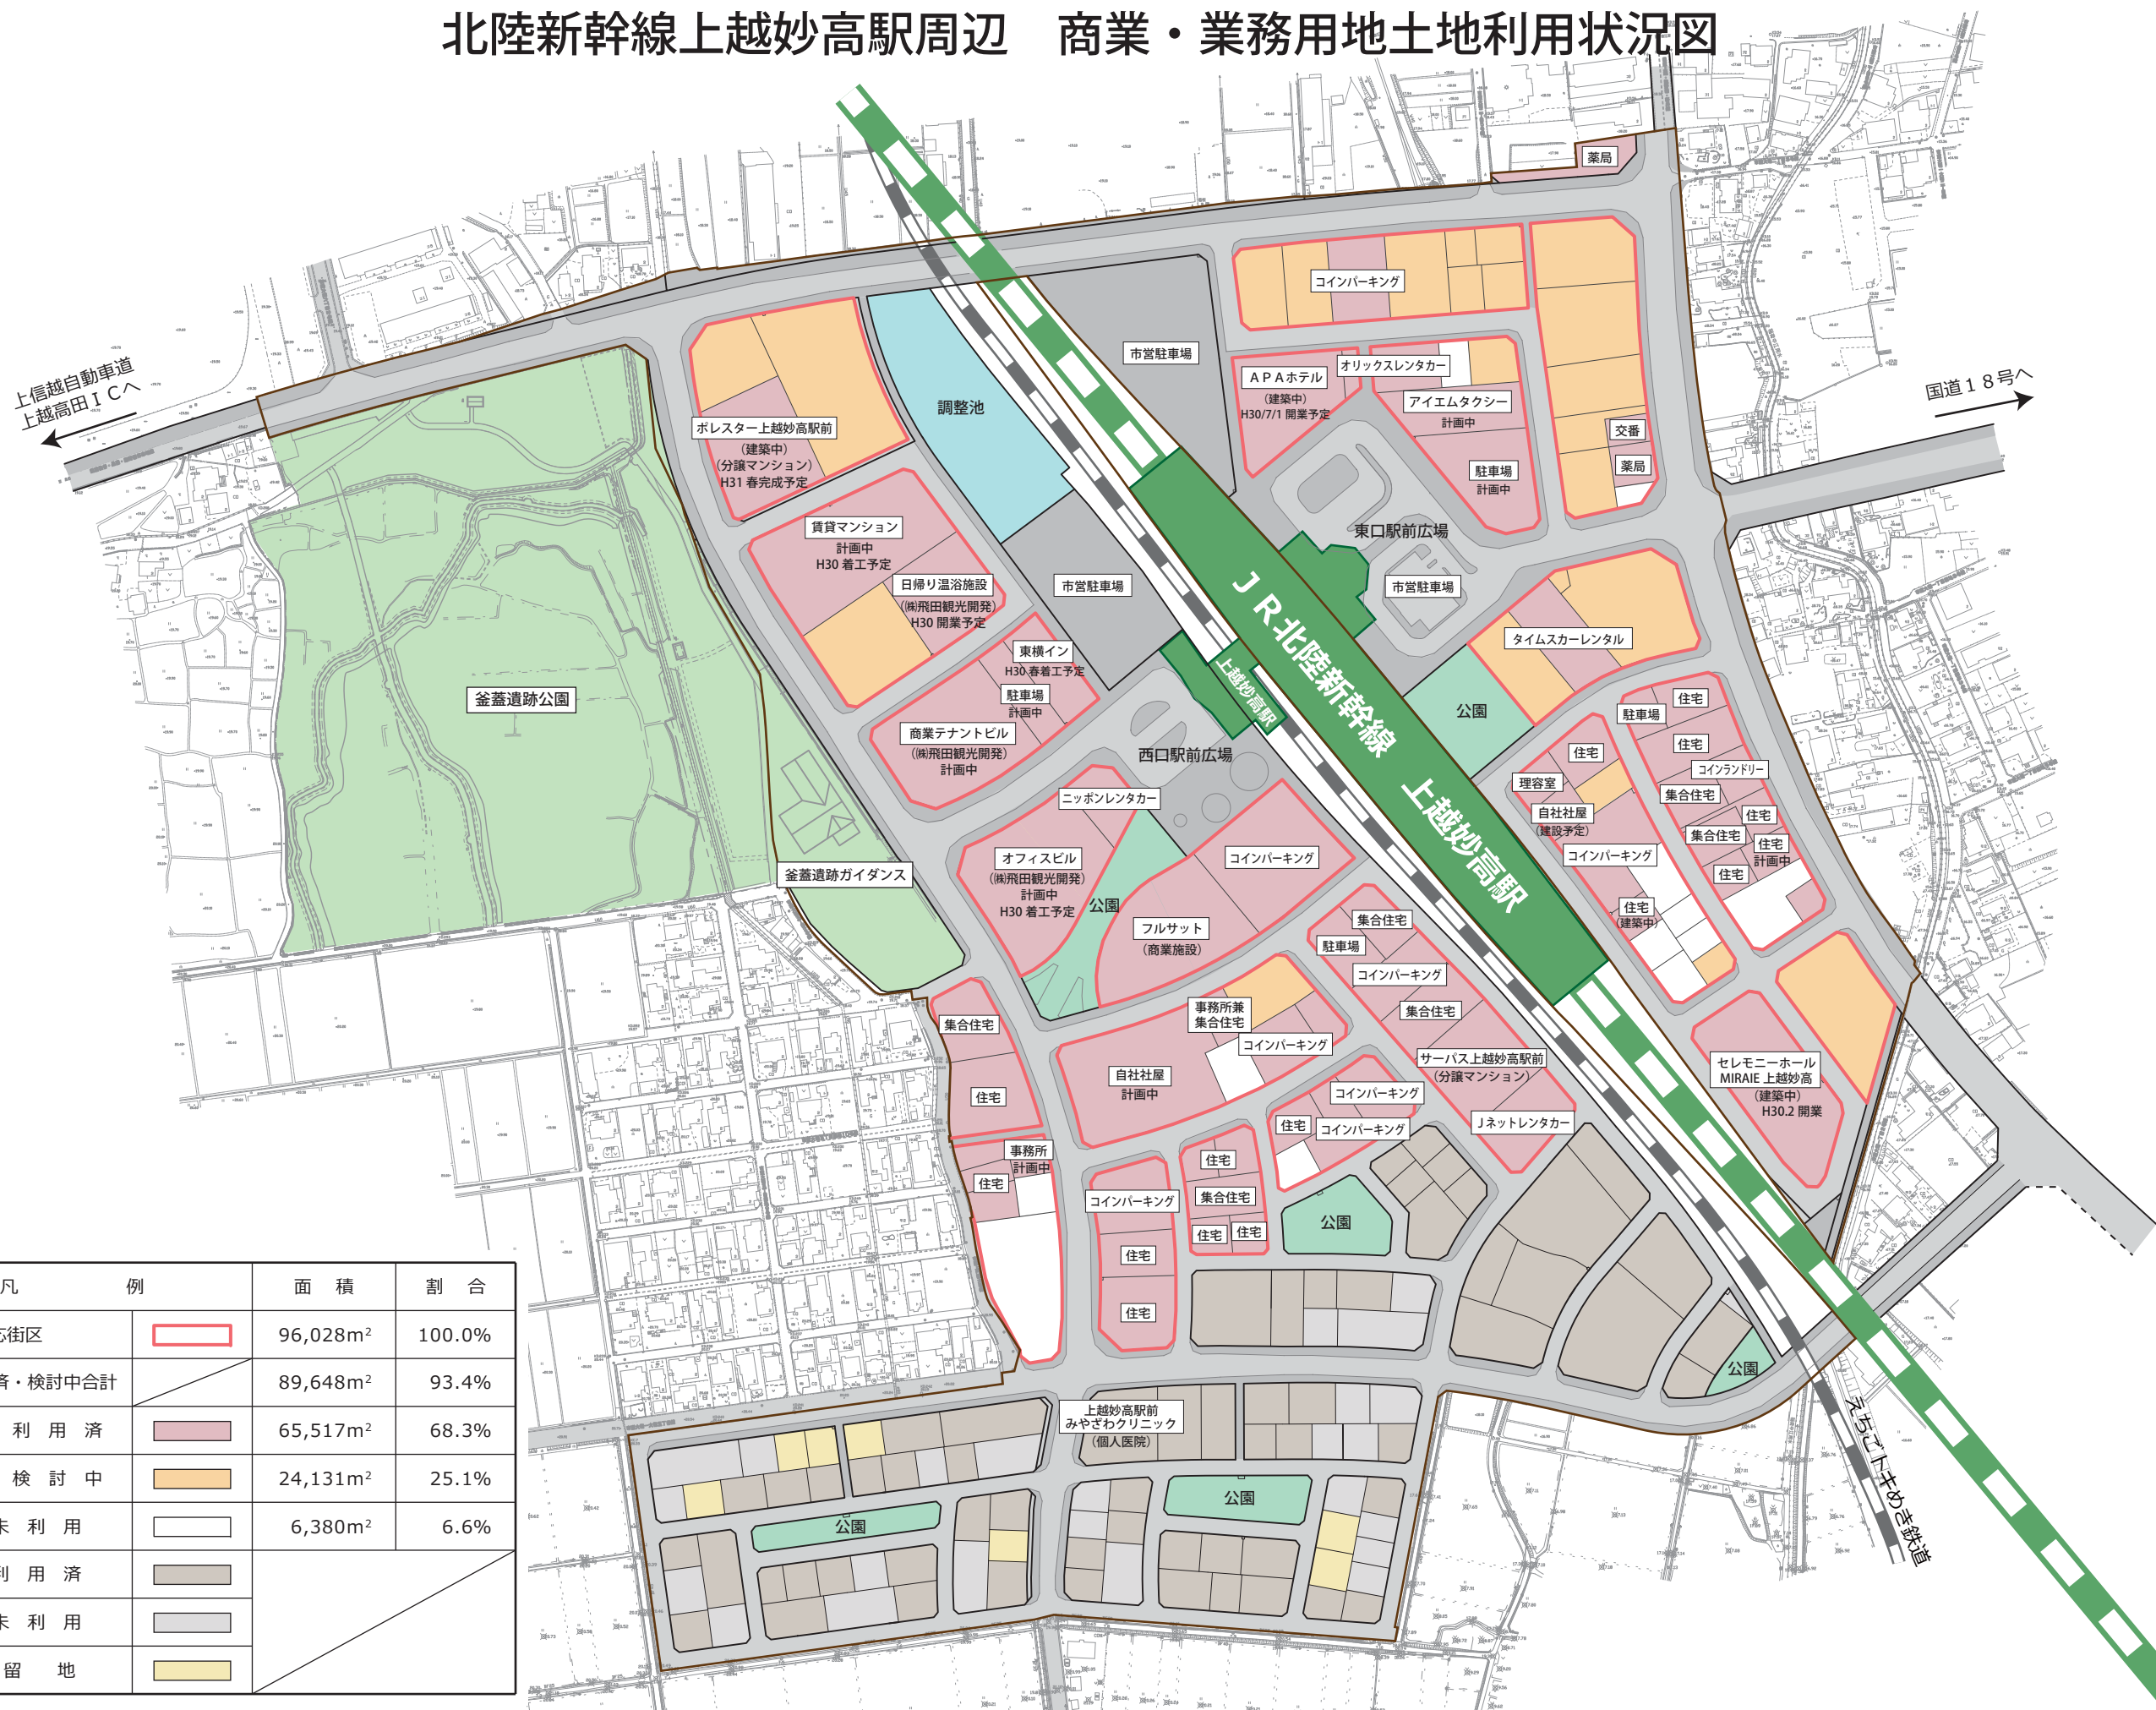 北陸新幹線上越妙高駅周辺　商業・業務用地土地利用状況図
上信越自動車道
上越高田ＩＣへ
国道１８号へ
薬局
コインパーキング
市営駐車場
ＡＰＡホテル
（建築中）
H30/7/1 開業予定
オリックスレンタカー
アイエムタクシー
計画中
駐車場
計画中
交番
薬局
調整池
ポレスター上越妙高駅前
（建築中）
（分譲マンション）
H31 春完成予定
賃貸マンション
計画中
H30 着工予定
日帰り温浴施設
（㈱飛田観光開発）
H30 開業予定
市営駐車場
東口駅前広場
市営駐車場
タイムスカーレンタル
公園
東横イン
H30 春着工予定
駐車場
計画中
商業テナントビル
（㈱飛田観光開発）
計画中
釜蓋遺跡公園
釜蓋遺跡ガイダンス
上越妙高駅
ＪＲ北陸新幹線　上越妙高駅
西口駅前広場
ニッポンレンタカー
オフィスビル
（㈱飛田観光開発）
計画中
H30 着工予定
公園
コインパーキング
フルサット
（商業施設）
住宅
駐車場
住宅
住宅
コインランドリー
理容室
集合住宅
自社社屋
（建設予定）
住宅
集合住宅
住宅
計画中
コインパーキング
住宅
住宅
（建築中）
集合住宅
駐車場
コインパーキング
集合住宅
サーパス上越妙高駅前
（分譲マンション）
Ｊネットレンタカー
セレモニーホール
MIRAIE 上越妙高
（建築中）
H30.2 開業
事務所兼
集合住宅
コインパーキング
自社社屋
計画中
集合住宅
住宅
事務所
計画中
住宅
コインパーキング
住宅
コインパーキング
住宅
集合住宅
住宅
住宅
コインパーキング
住宅
住宅
公園
公園
上越妙高駅前
みやざわクリニック
（個人医院）
公園
公園
えちごトキめき鉄道
凡　例　面　積　割　合
街区　96,028m²　100.0%
・検討中合計　89,648m²　93.4%
利　用　済　65,517m²　68.3%
検　討　中　24,131m²　25.1%
未　利　用　6,380m²　6.6%
利　用　済
未　利　用
留　地